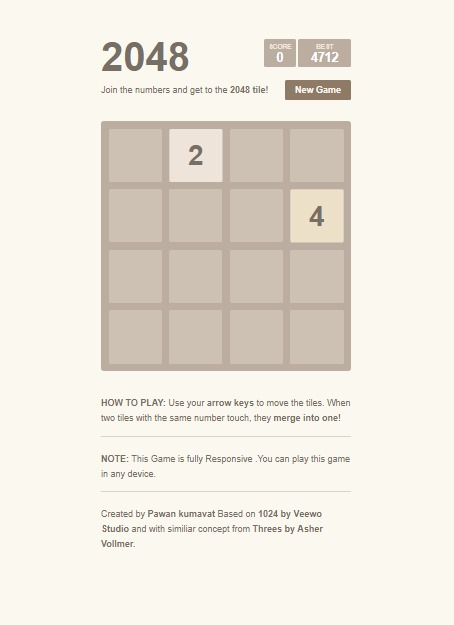 2048
SCORE
0
BEST
4712
Join the numbers and get to the 2048 tile!
New Game
2
4
HOW TO PLAY: Use your arrow keys to move the tiles. When
two tiles with the same number touch, they merge into one!
NOTE: This Game is fully Responsive .You can play this game
in any device.
Created by Pawan kumavat Based on 1024 by Veewo
Studio and with similiar concept from Threes by Asher
Vollmer.